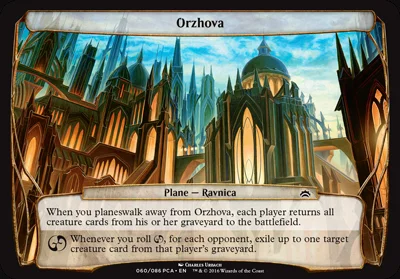 Orzhova
Plane — Ravnica
When you planeswalk away from Orzhova, each player returns all
creature cards from his or her graveyard to the battlefield.
Whenever you roll , for each opponent, exile up to one target
creature card from that player's graveyard.
CHARLES URBACH
060/086 PCA • EN ™ & © 2016 Wizards of the Coast